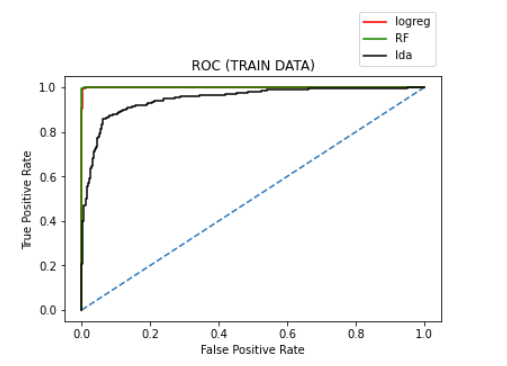 logreg
RF
lda
ROC (TRAIN DATA)
1.0
0.8
0.6
0.4
0.2
0.0
True Positive Rate
0.0 0.2 0.4 0.6 0.8 1.0
False Positive Rate